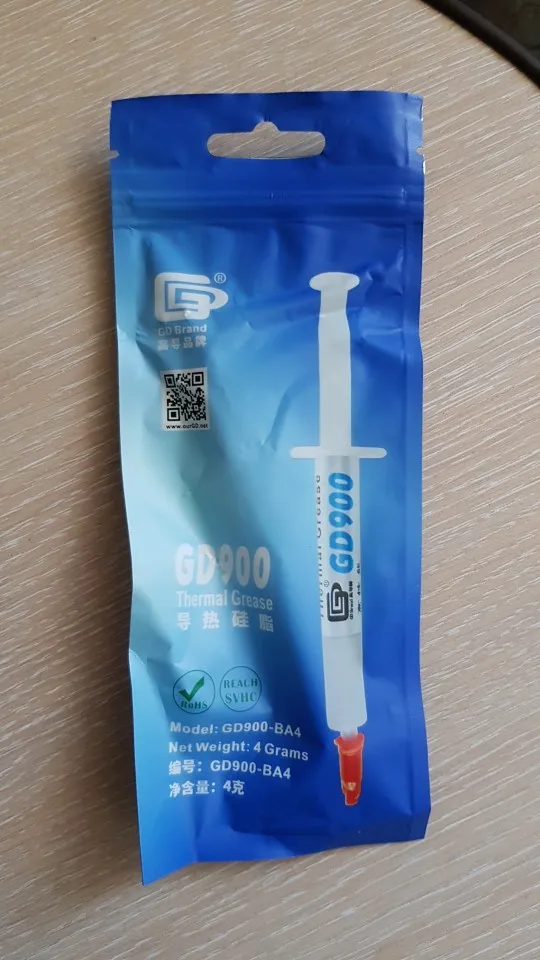 ®
GD Brand
高导品牌
www.ourGD.net
GD900
Thermal Grease
导热硅脂
RoHS
REACH
SVHC
Model: GD900-BA4
Net Weight: 4 Grams
编号: GD900-BA4
净含量: 4克
Thermal Grease
GD900